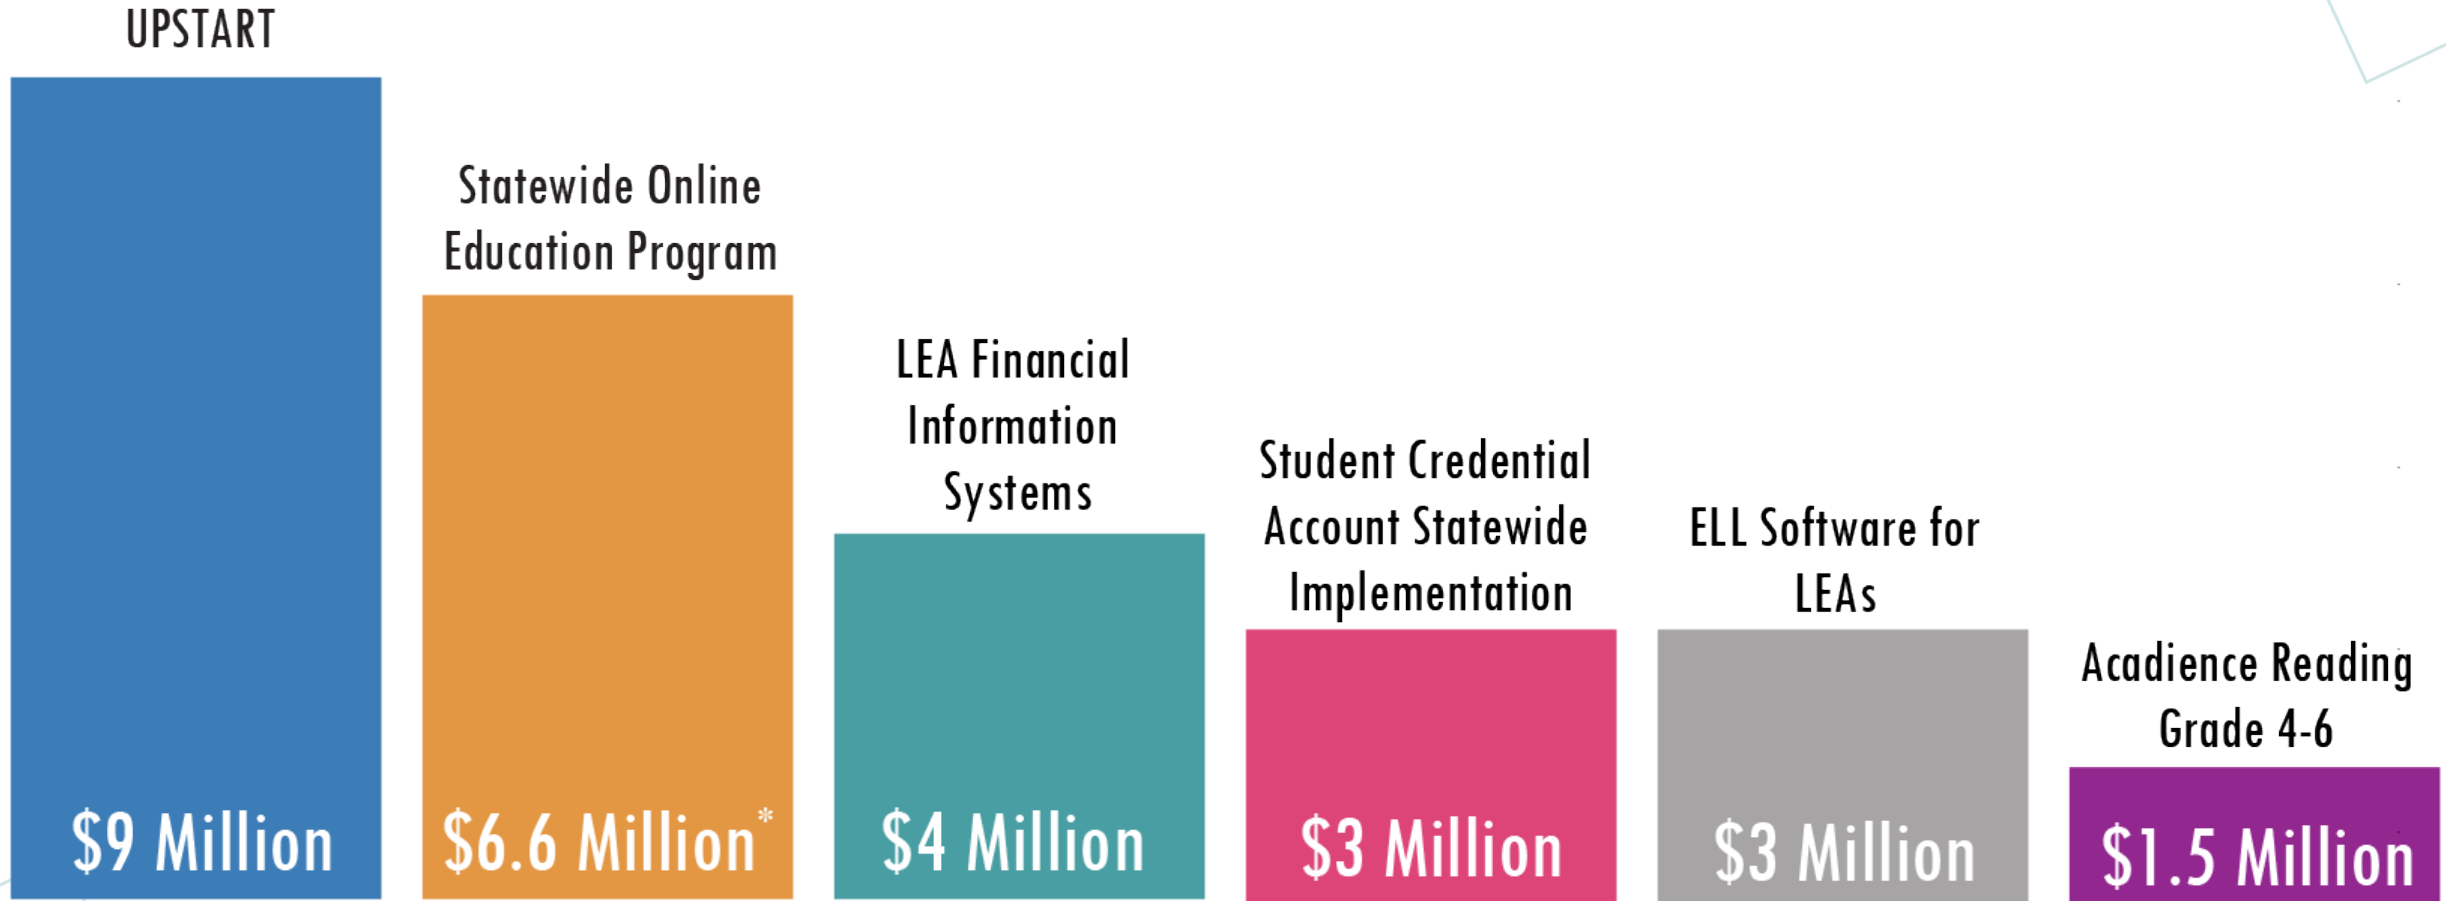 UPSTART
$9 Million
Statewide Online
Education Program
$6.6 Million*
LEA Financial
Information
Systems
$4 Million
Student Credential
Account Statewide
Implementation
$3 Million
ELL Software for
LEAs
$3 Million
Acadience Reading
Grade 4-6
$1.5 Million